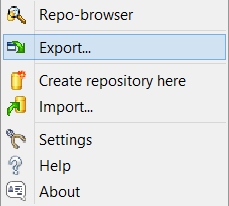 Repo-browser
Export...
Create repository here
Import...
Settings
Help
About